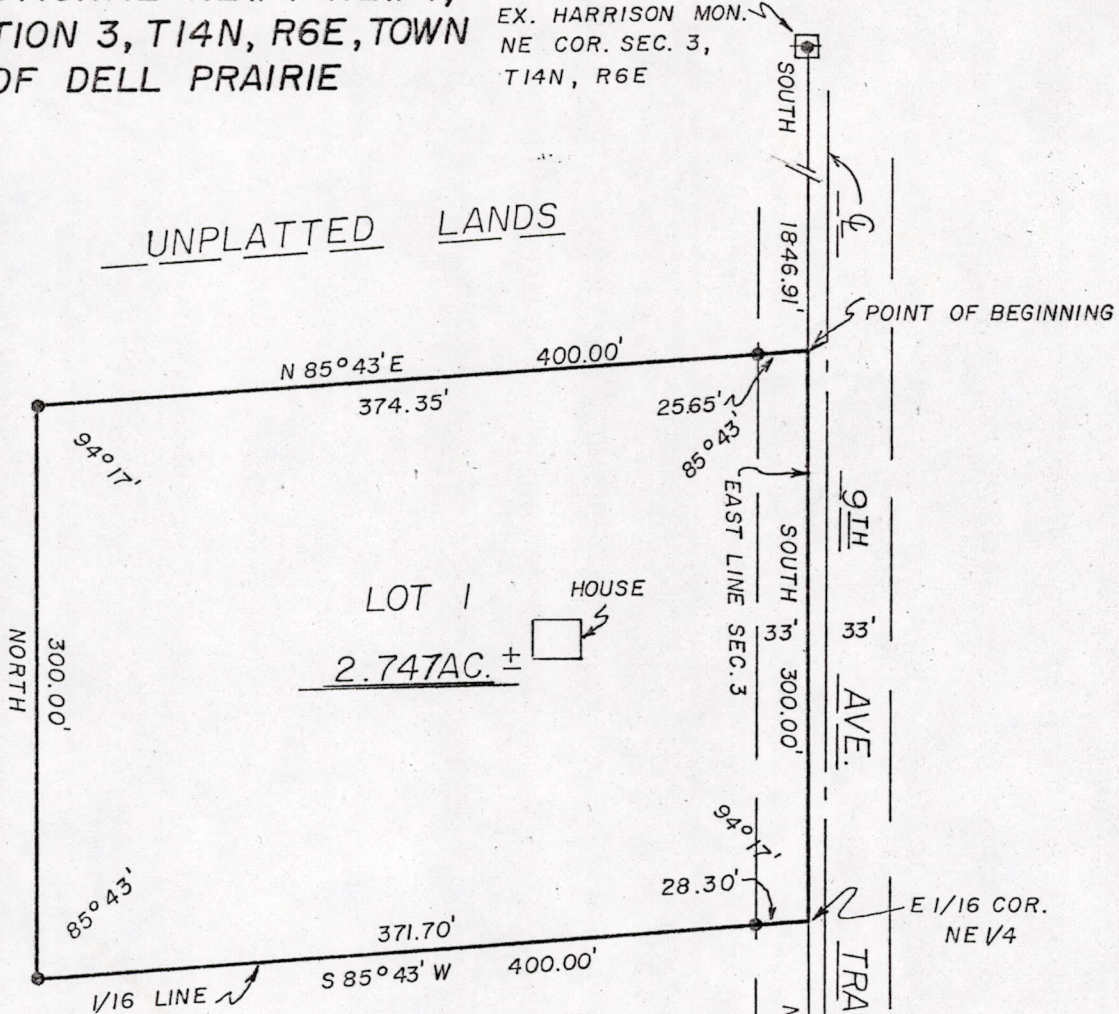 TION 3, T14N, R6E, TOWN
OF DELL PRAIRIE
EX. HARRISON MON.
NE COR. SEC. 3,
T14N, R6E
SOUTH
1846.91'
℄
UNPLATTED LANDS
POINT OF BEGINNING
N 85°43' E
400.00'
374.35'
25.65'
94°17'
85°43'
EAST LINE SEC. 3
SOUTH
300.00'
33'
33'
9TH
AVE.
LOT 1
2.747AC. ±
HOUSE
NORTH
300.00'
94°17'
28.30'
85°43'
371.70'
S 85°43' W
400.00'
1/16 LINE
E 1/16 COR.
NE 1/4
TRA